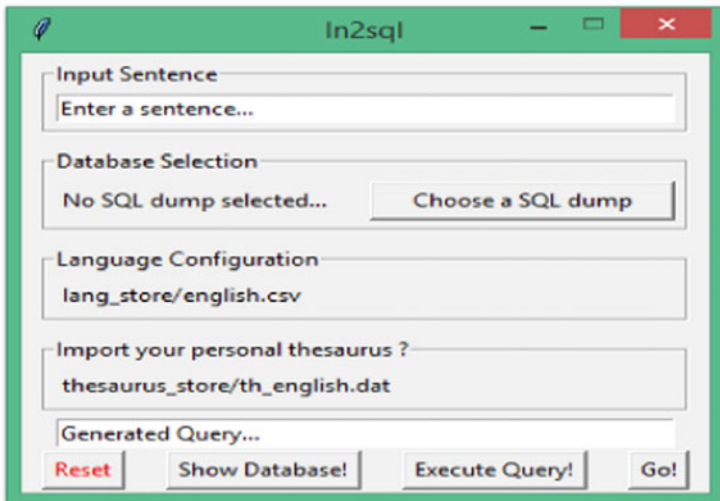 ln2sql
Input Sentence
Enter a sentence...
Database Selection
No SQL dump selected... Choose a SQL dump
Language Configuration
lang_store/english.csv
Import your personal thesaurus ?
thesaurus_store/th_english.dat
Generated Query...
Reset Show Database! Execute Query! Go!